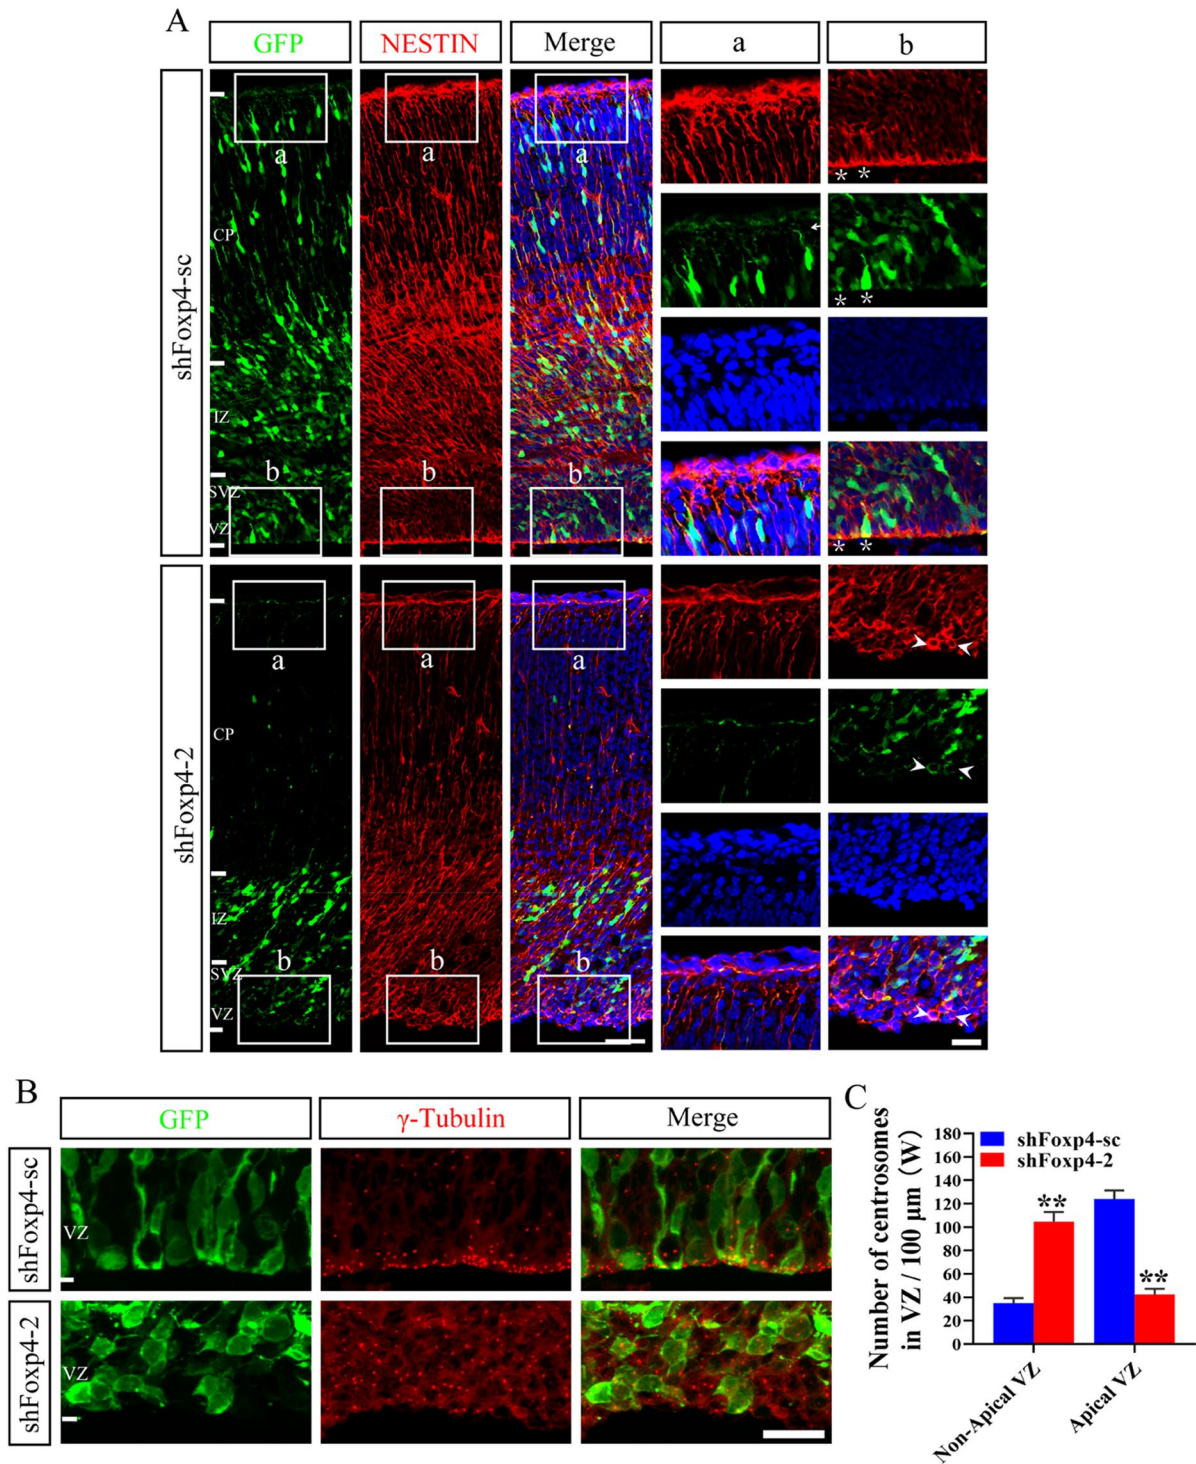 A
GFP NESTIN Merge a b
shFoxp4-sc
a a a
CP
IZ
b b b
SVZ
VZ
* *
* *
* *
shFoxp4-2
a a a
CP
IZ
b b b
SVZ
VZ
B
GFP γ-Tubulin Merge
shFoxp4-sc
VZ
shFoxp4-2
VZ
C
Number of centrosomes
in VZ / 100 μm (W)
180
160
140
120
100
80
60
40
20
0
shFoxp4-sc
shFoxp4-2
**
**
Non-Apical VZ
Apical VZ